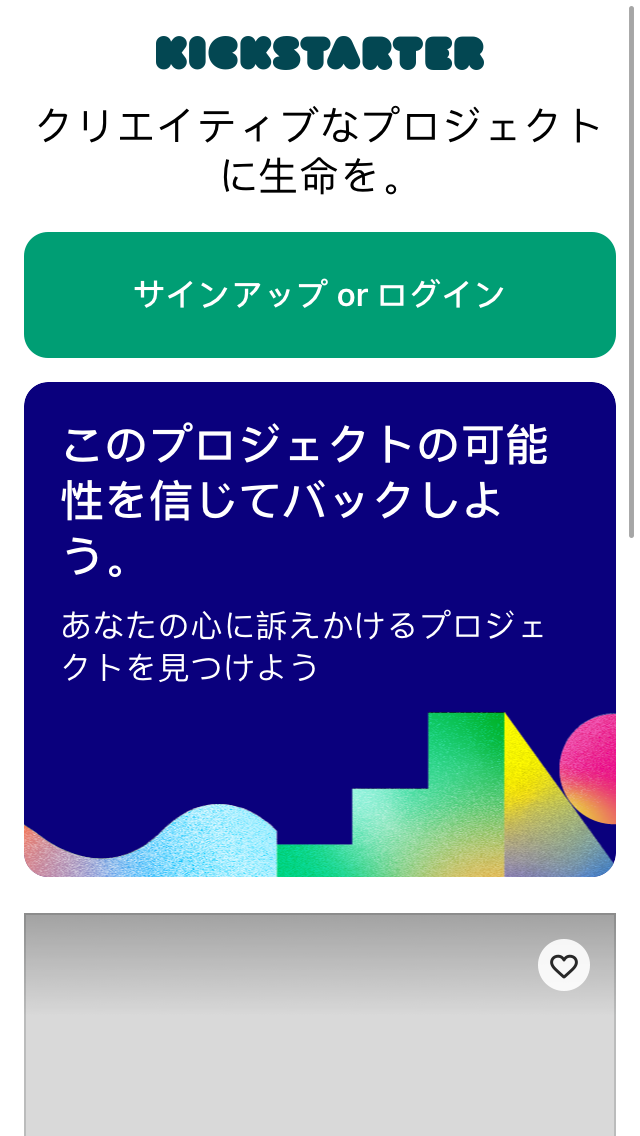 KICKSTARTER
クリエイティブなプロジェクト
に生命を。
サインアップ or ログイン
このプロジェクトの可能
性を信じてバックしよ
う。
あなたの心に訴えかけるプロジェ
クトを見つけよう